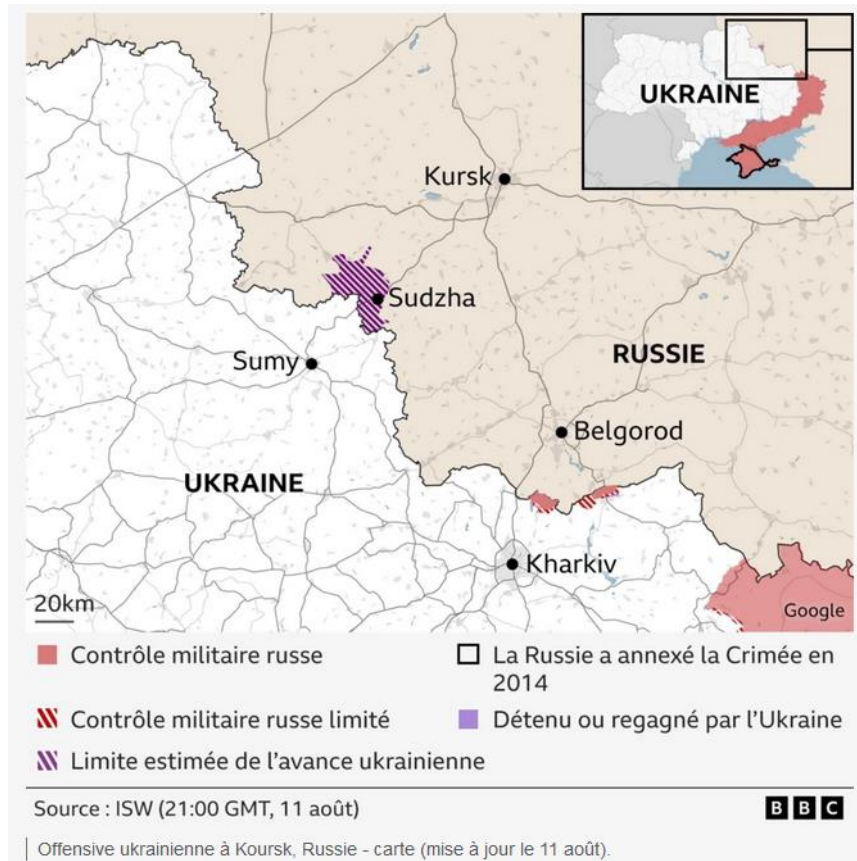 UKRAINE
Kursk
Sudzha
Sumy
RUSSIE
Belgorod
UKRAINE
Kharkiv
20km
Google
Contrôle militaire russe
La Russie a annexé la Crimée en
2014
Contrôle militaire russe limité
Détenu ou regagné par l'Ukraine
Limite estimée de l'avance ukrainienne
Source : ISW (21:00 GMT, 11 août)
BBC
Offensive ukrainienne à Koursk, Russie - carte (mise à jour le 11 août).